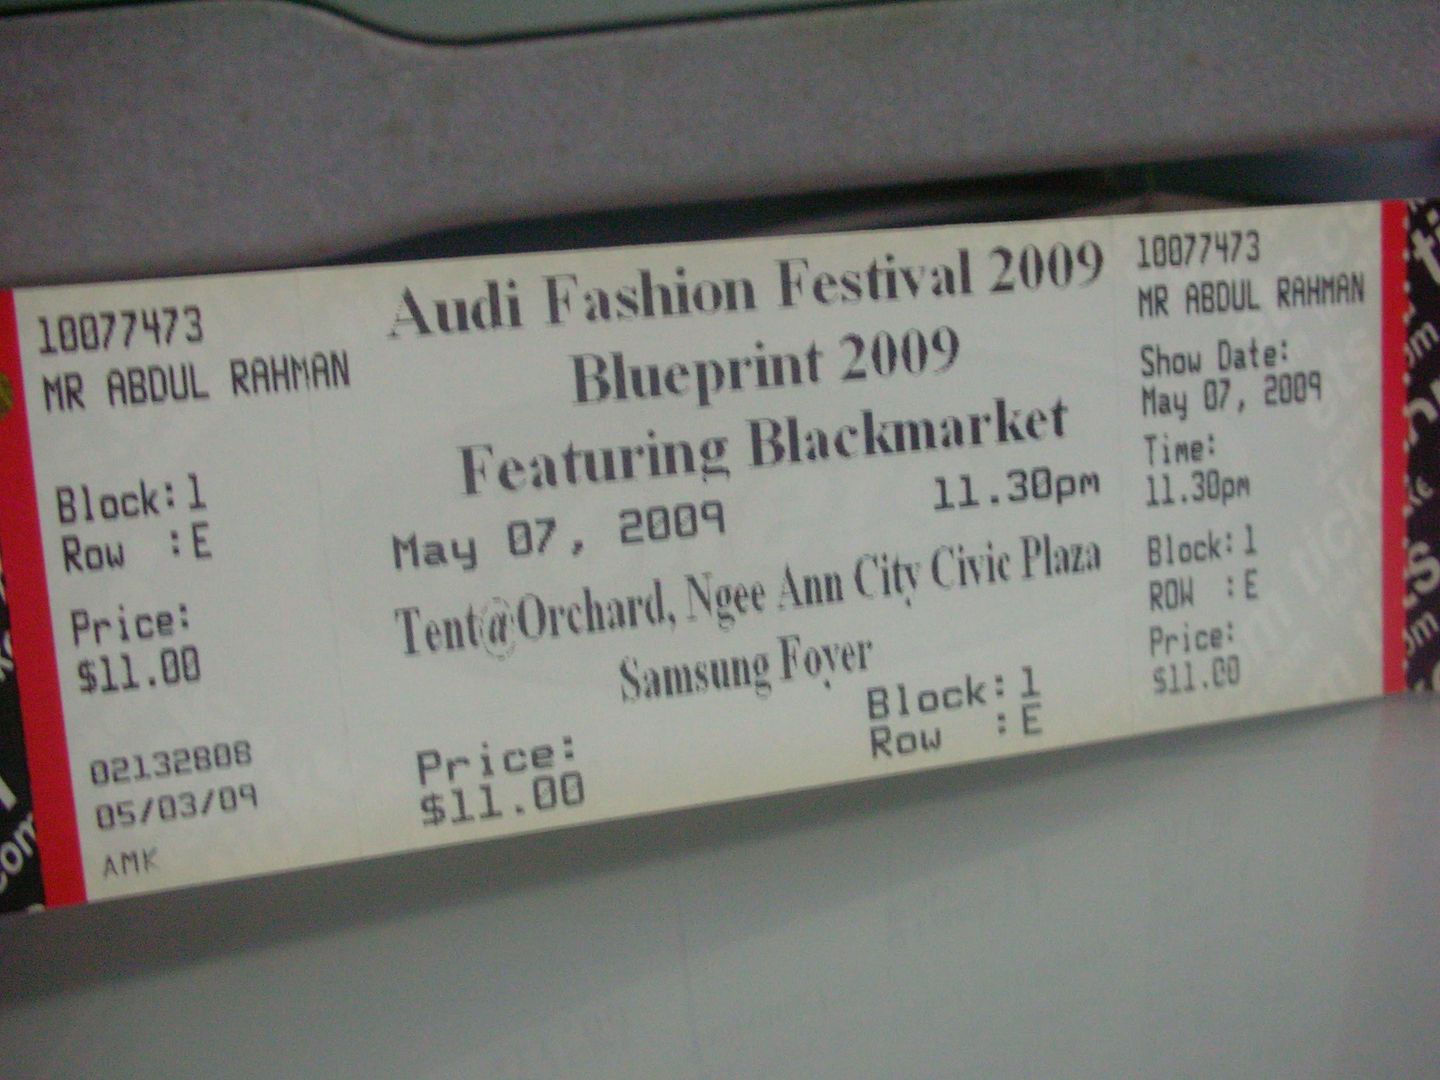 10077473
MR ABDUL RAHMAN
Block:1
Row :E
Price:
$11.00
02132808
05/03/09
AMK
Audi Fashion Festival 2009
Blueprint 2009
Featuring Blackmarket
May 07, 2009 11.30pm
Tent@Orchard, Ngee Ann City Civic Plaza
Samsung Foyer
Block:1
Row :E
Price:
$11.00
10077473
MR ABDUL RAHMAN
Show Date:
May 07, 2009
Time:
11.30pm
Block:1
ROW :E
Price:
$11.00